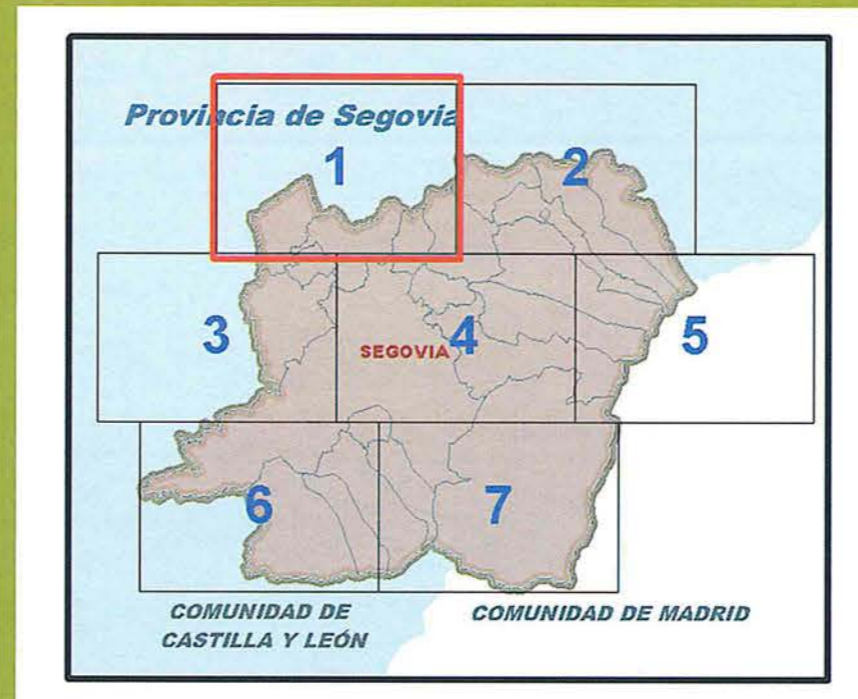 Provincia de Segovia
1
2
3
SEGOVIA
4
5
6
7
COMUNIDAD DE
CASTILLA Y LEÓN
COMUNIDAD DE MADRID